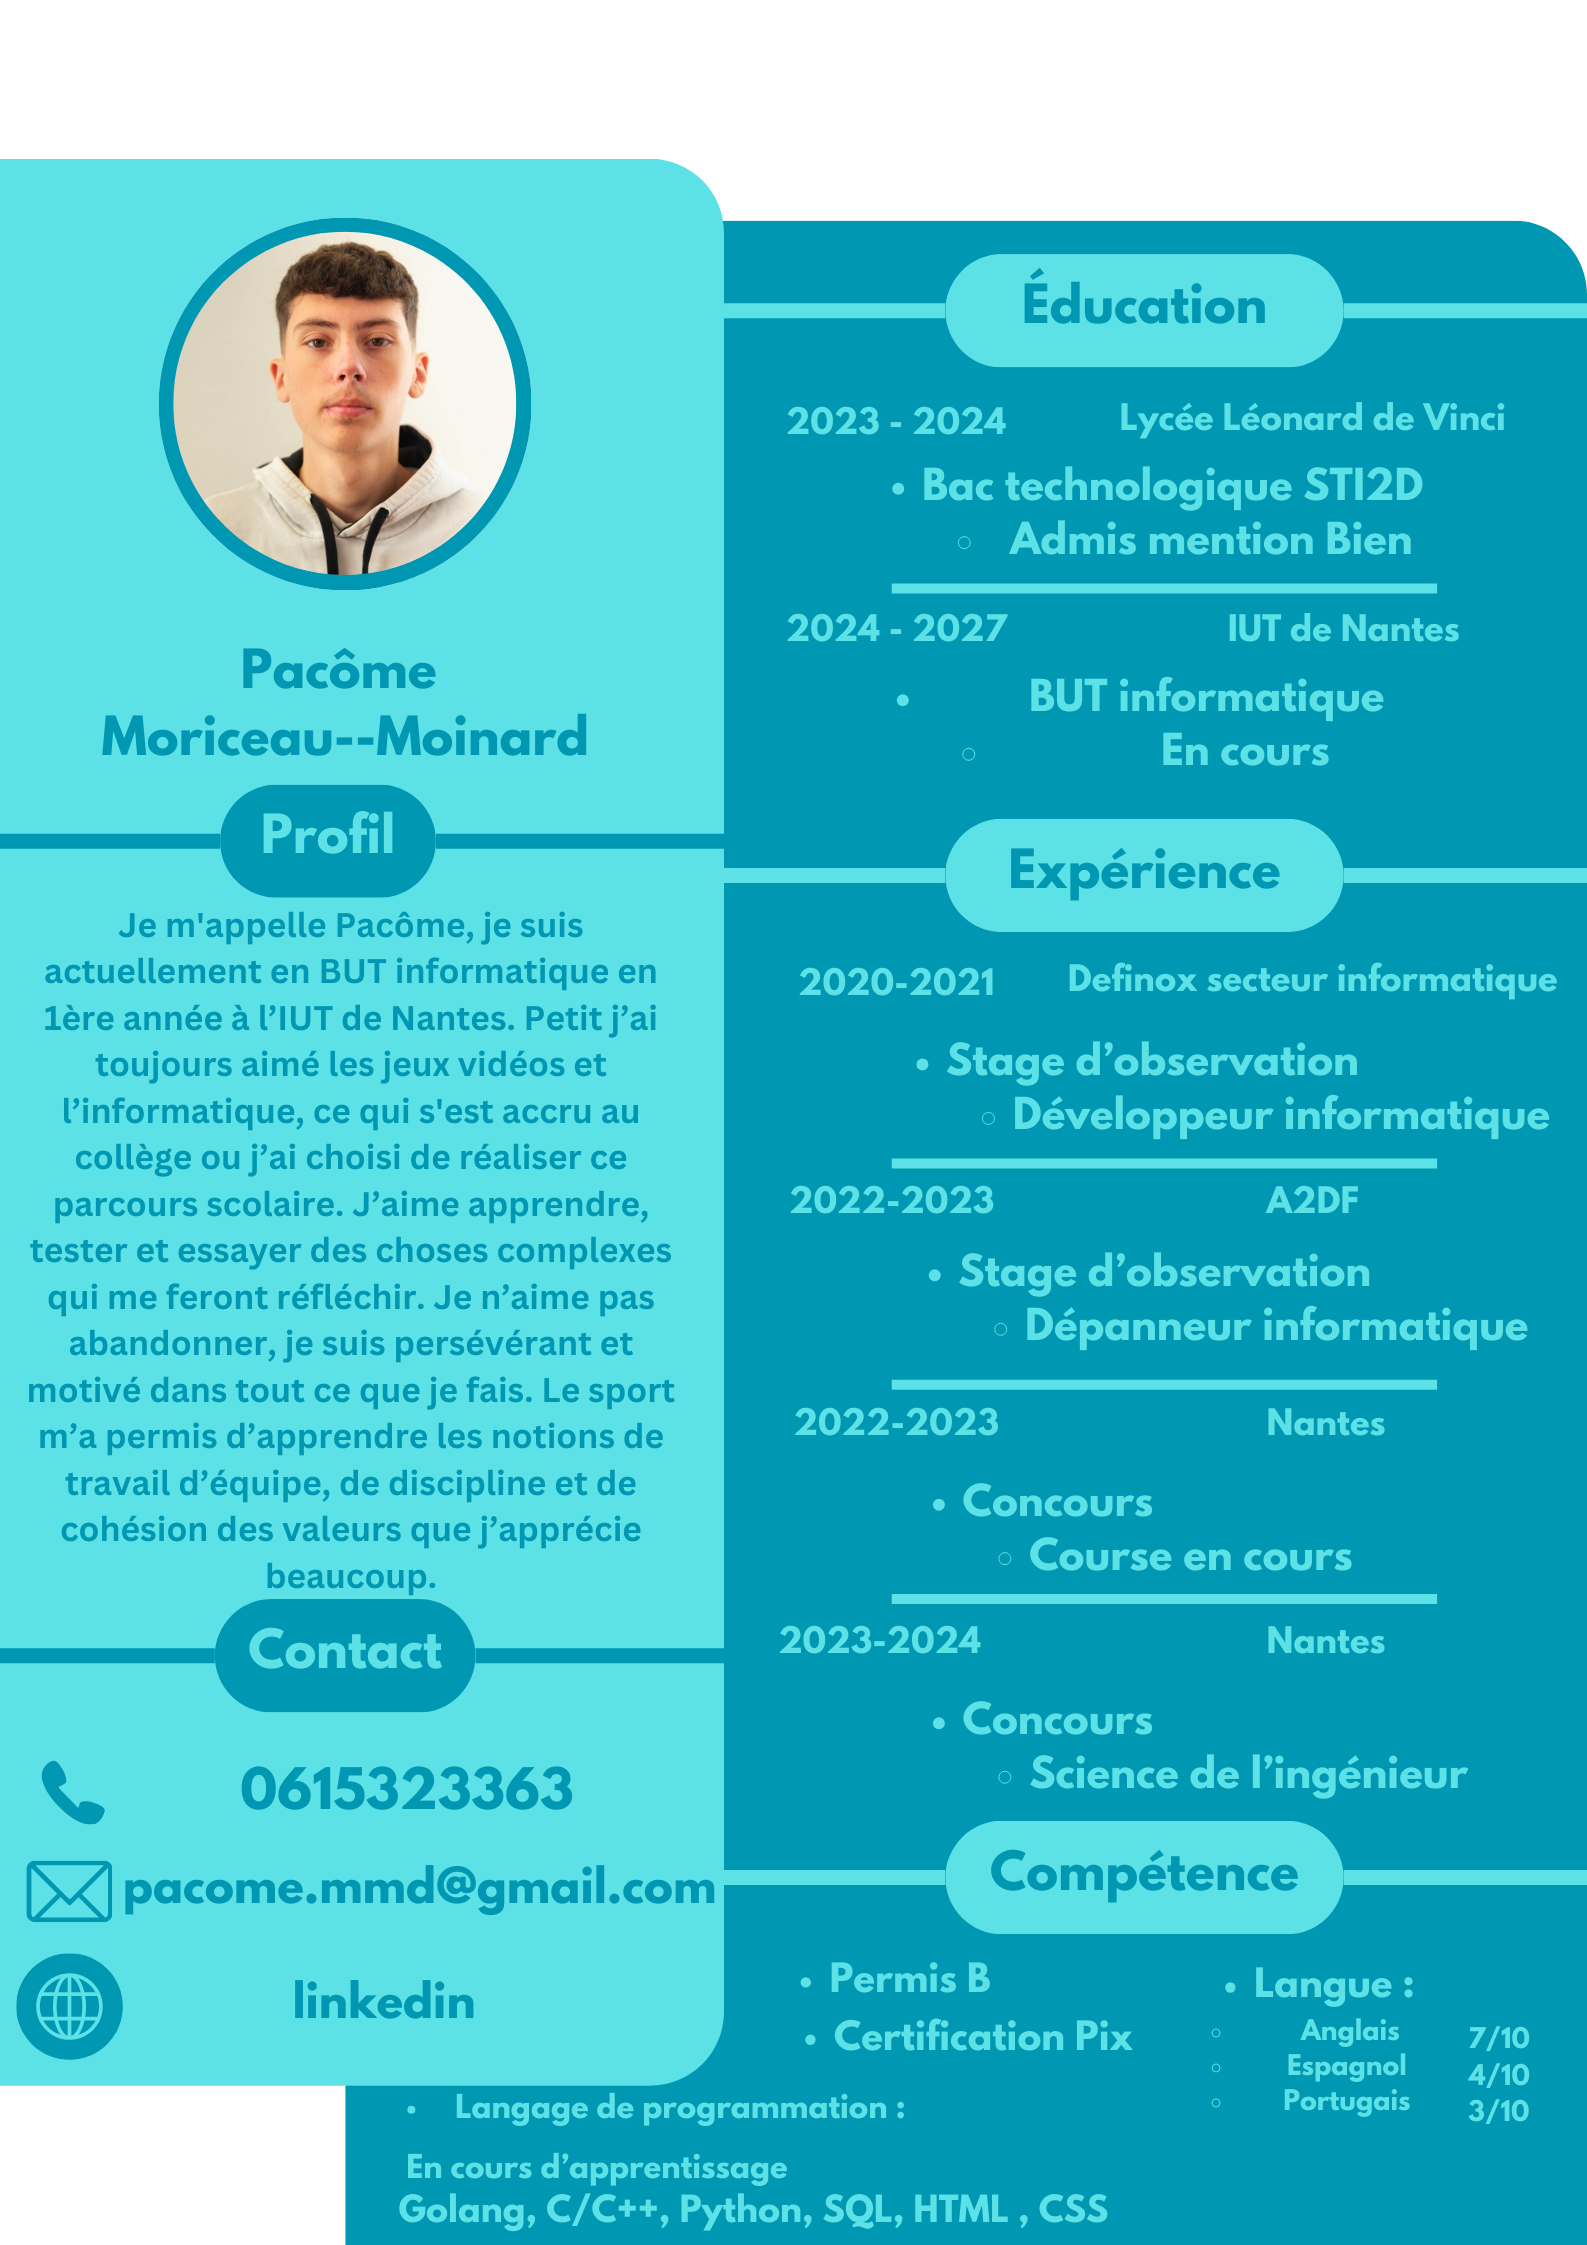 Pacôme
Moriceau--Moinard
Profil
Je m'appelle Pacôme, je suis
actuellement en BUT informatique en
1ère année à l’IUT de Nantes. Petit j’ai
toujours aimé les jeux vidéos et
l’informatique, ce qui s'est accru au
collège ou j’ai choisi de réaliser ce
parcours scolaire. J’aime apprendre,
tester et essayer des choses complexes
qui me feront réfléchir. Je n’aime pas
abandonner, je suis persévérant et
motivé dans tout ce que je fais. Le sport
m’a permis d’apprendre les notions de
travail d’équipe, de discipline et de
cohésion des valeurs que j’apprécie
beaucoup.
Contact
0615323363
pacome.mmd@gmail.com
linkedin
Éducation
2023 - 2024 Lycée Léonard de Vinci
• Bac technologique STI2D
◦ Admis mention Bien
2024 - 2027 IUT de Nantes
• BUT informatique
◦ En cours
Expérience
2020-2021 Definox secteur informatique
• Stage d’observation
◦ Développeur informatique
2022-2023 A2DF
• Stage d’observation
◦ Dépanneur informatique
2022-2023 Nantes
• Concours
◦ Course en cours
2023-2024 Nantes
• Concours
◦ Science de l’ingénieur
Compétence
• Permis B
• Certification Pix
• Langue :
◦ Anglais 7/10
◦ Espagnol 4/10
◦ Portugais 3/10
• Langage de programmation :
En cours d’apprentissage
Golang, C/C++, Python, SQL, HTML , CSS